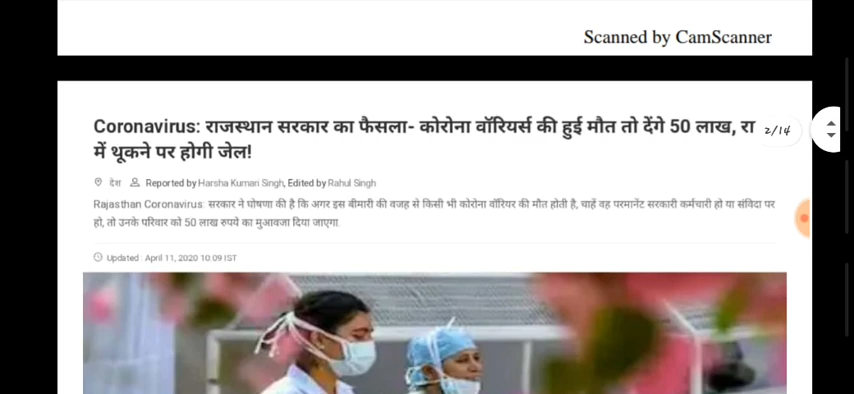 Scanned by CamScanner
Coronavirus: राजस्थान सरकार का फैसला- कोरोना वॉरियर्स की हुई मौत तो देंगे 50 लाख, रा
2/14
में थूकने पर होगी जेल!
देश Reported by Harsha Kumari Singh, Edited by Rahul Singh
Rajasthan Coronavirus: सरकार ने घोषणा की है कि अगर इस बीमारी की वजह से किसी भी कोरोना वॉरियर की मौत होती है, चाहें वह परमानेंट सरकारी कर्मचारी हो या संविदा पर
हो, तो उनके परिवार को 50 लाख रुपये का मुआवजा दिया जाएगा.
Updated: April 11, 2020 10:09 IST